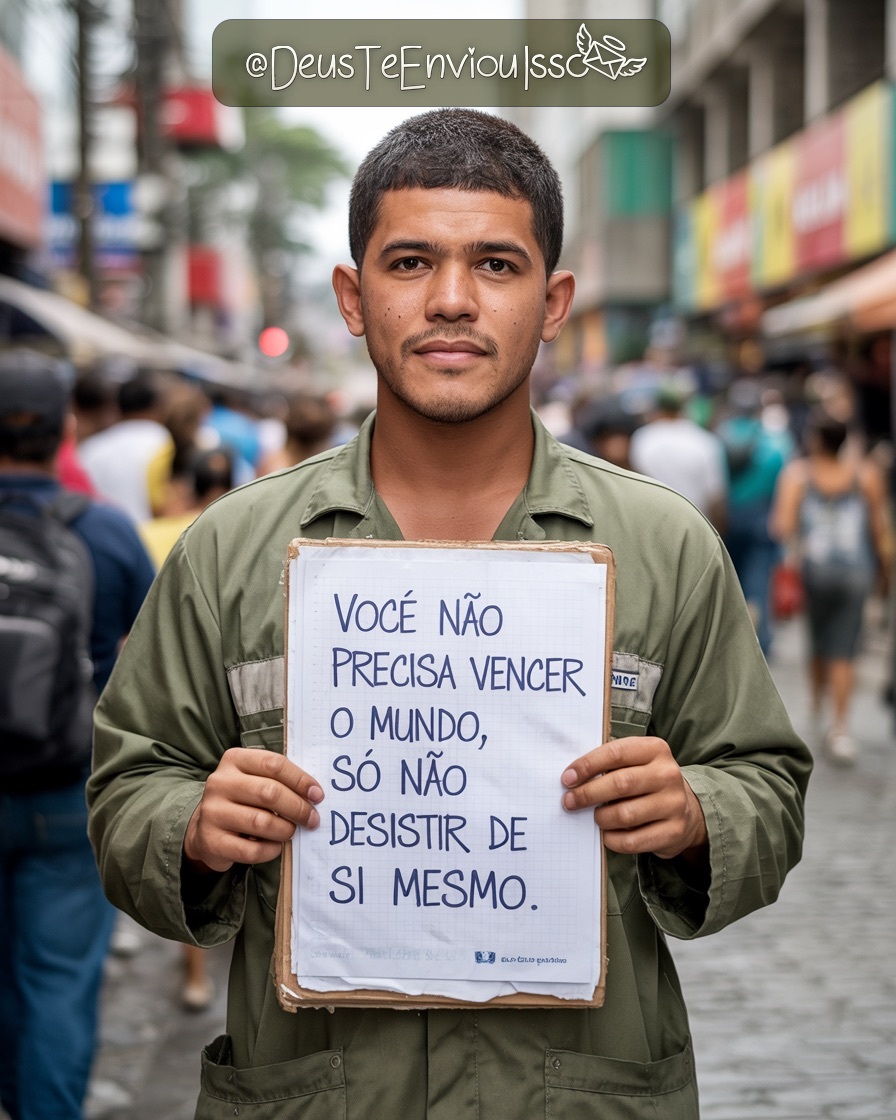 @DeusTeEnviouIsso
VOCÊ NÃO
PRECISA VENCER
O MUNDO,
SÓ NÃO
DESISTIR DE
SI MESMO.